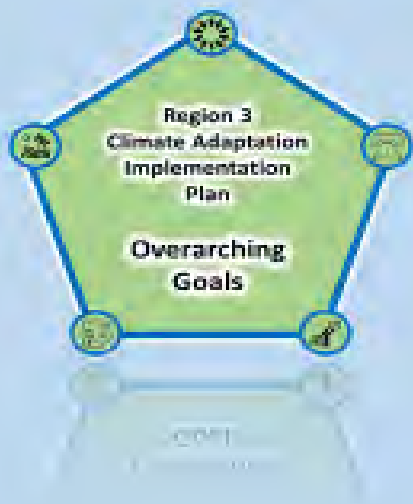 Region 3
Climate Adaptation
Implementation
Plan
Overarching
Goals